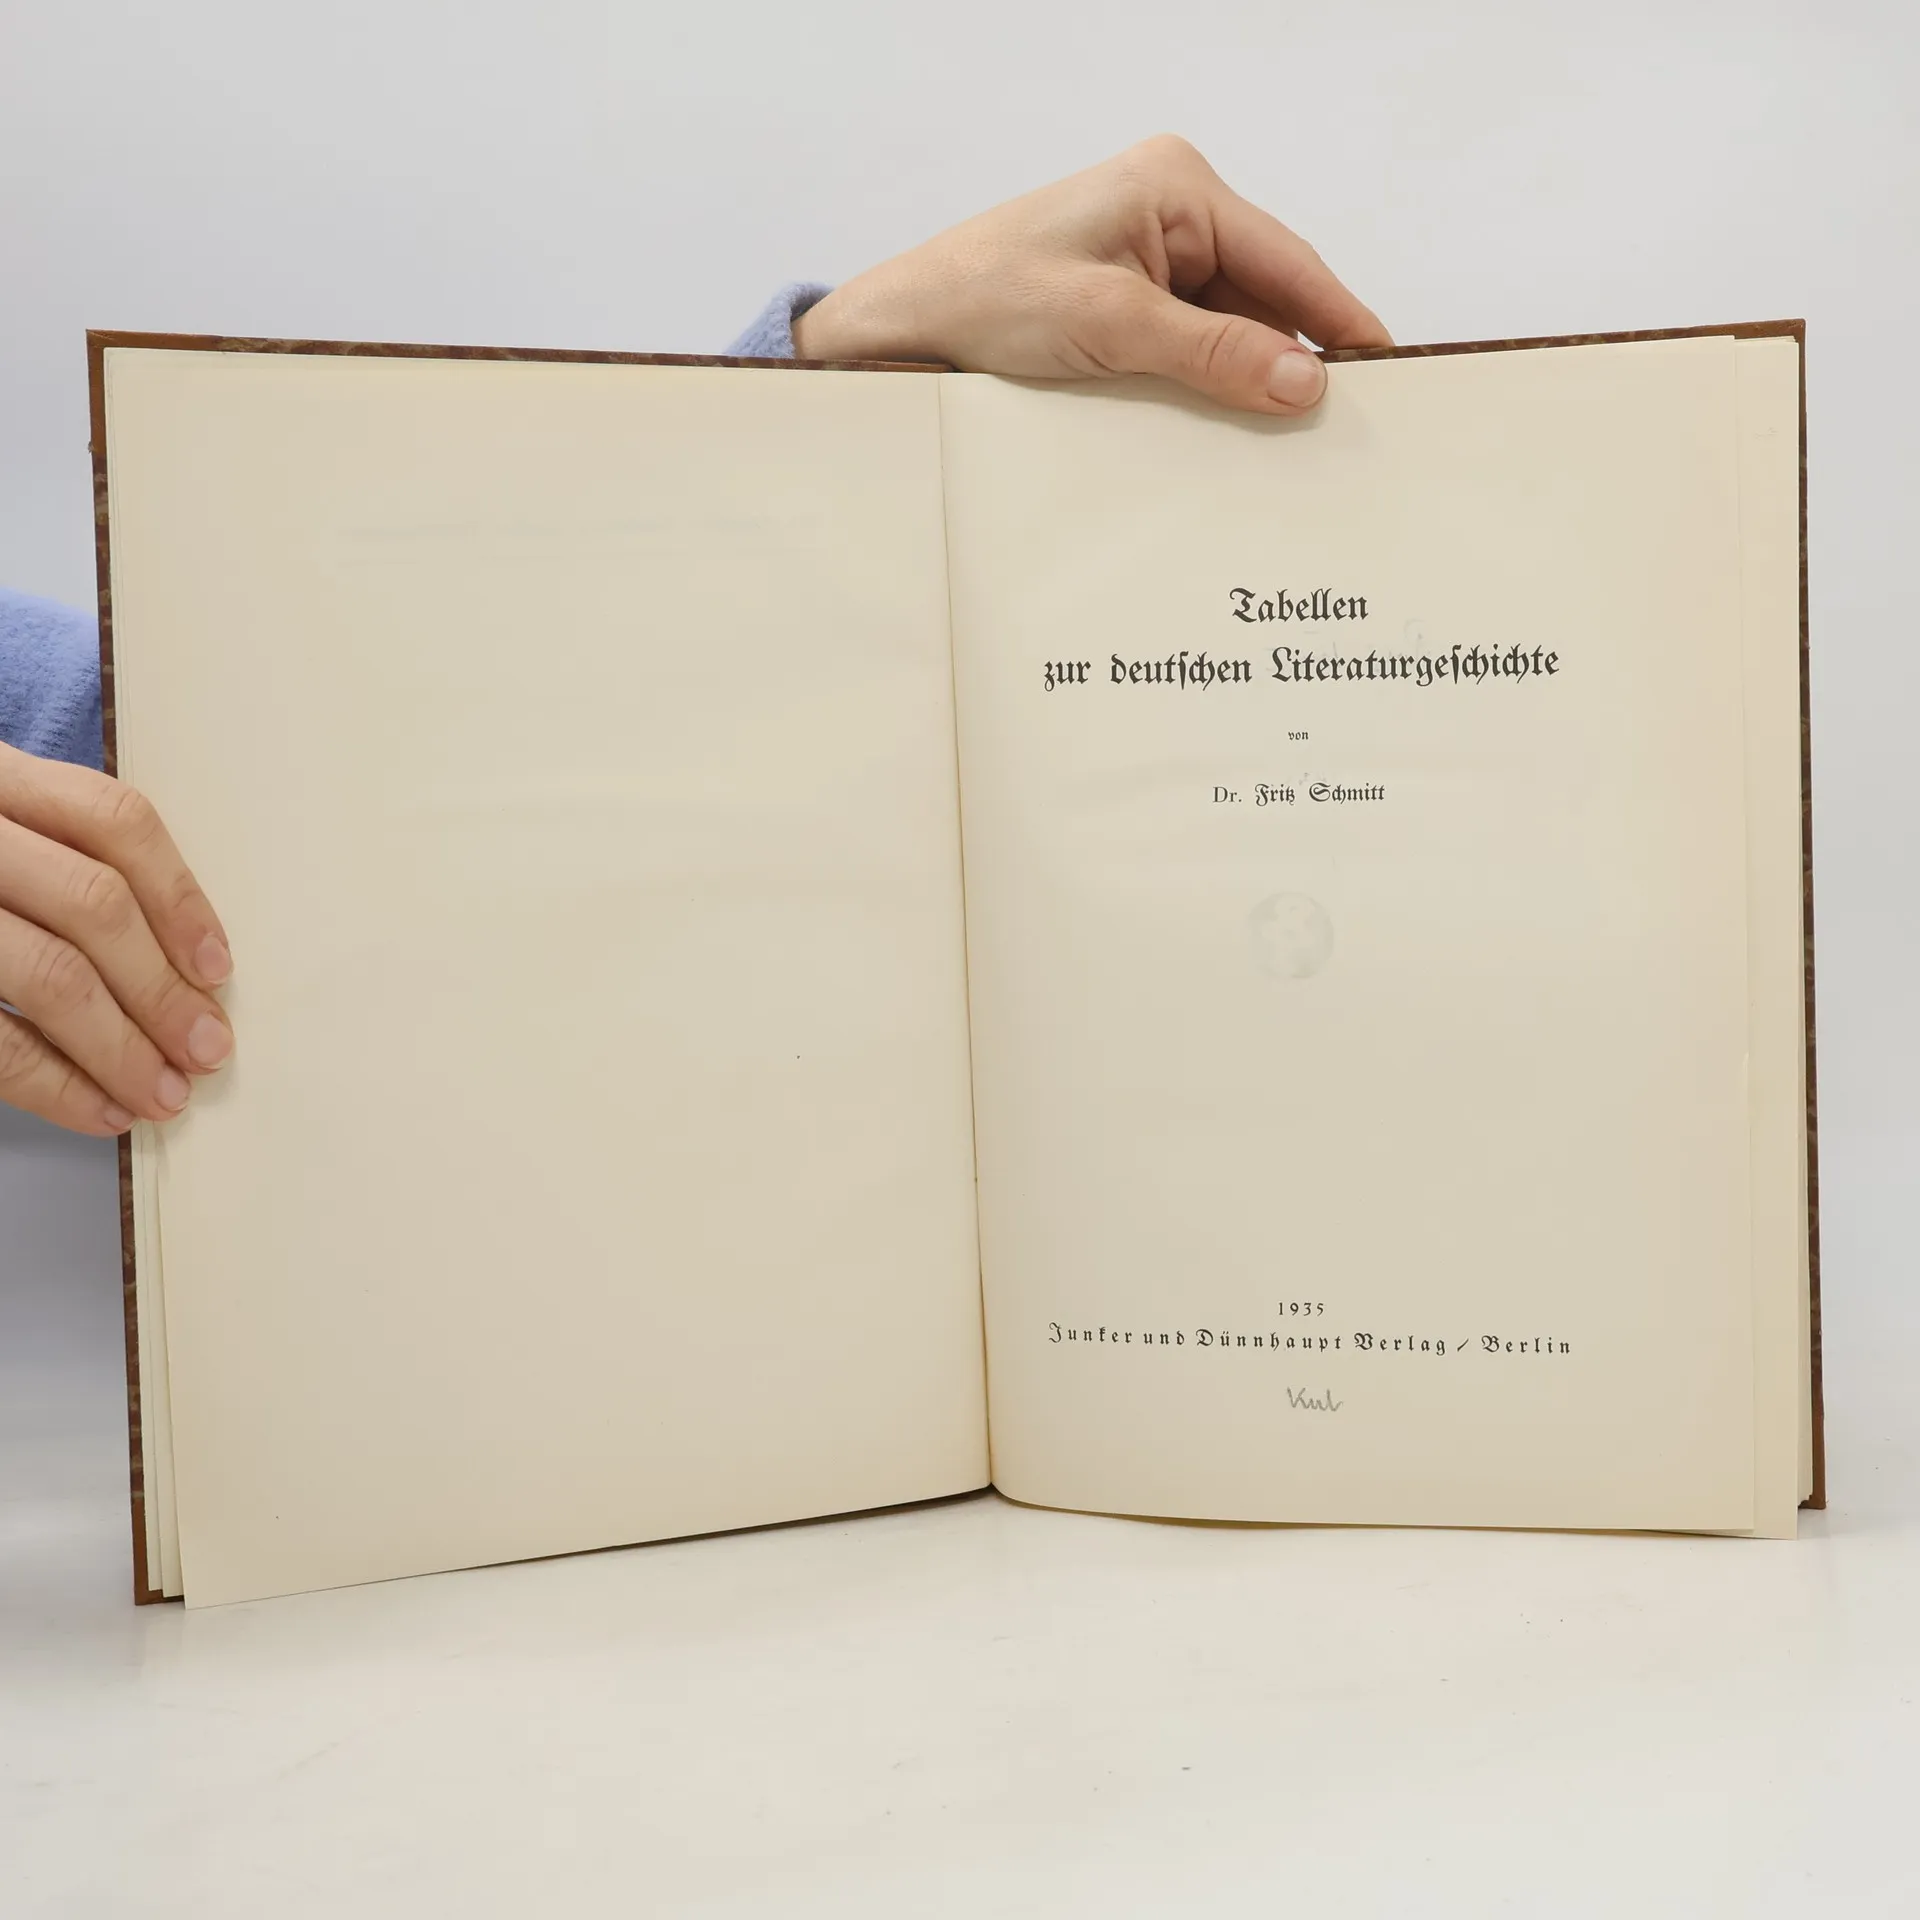 Tabellen
zur deutſchen Literaturgeſchichte
von
Dr. Fritz Schmitt
1935
Junker und Dünnhaupt Verlag / Berlin